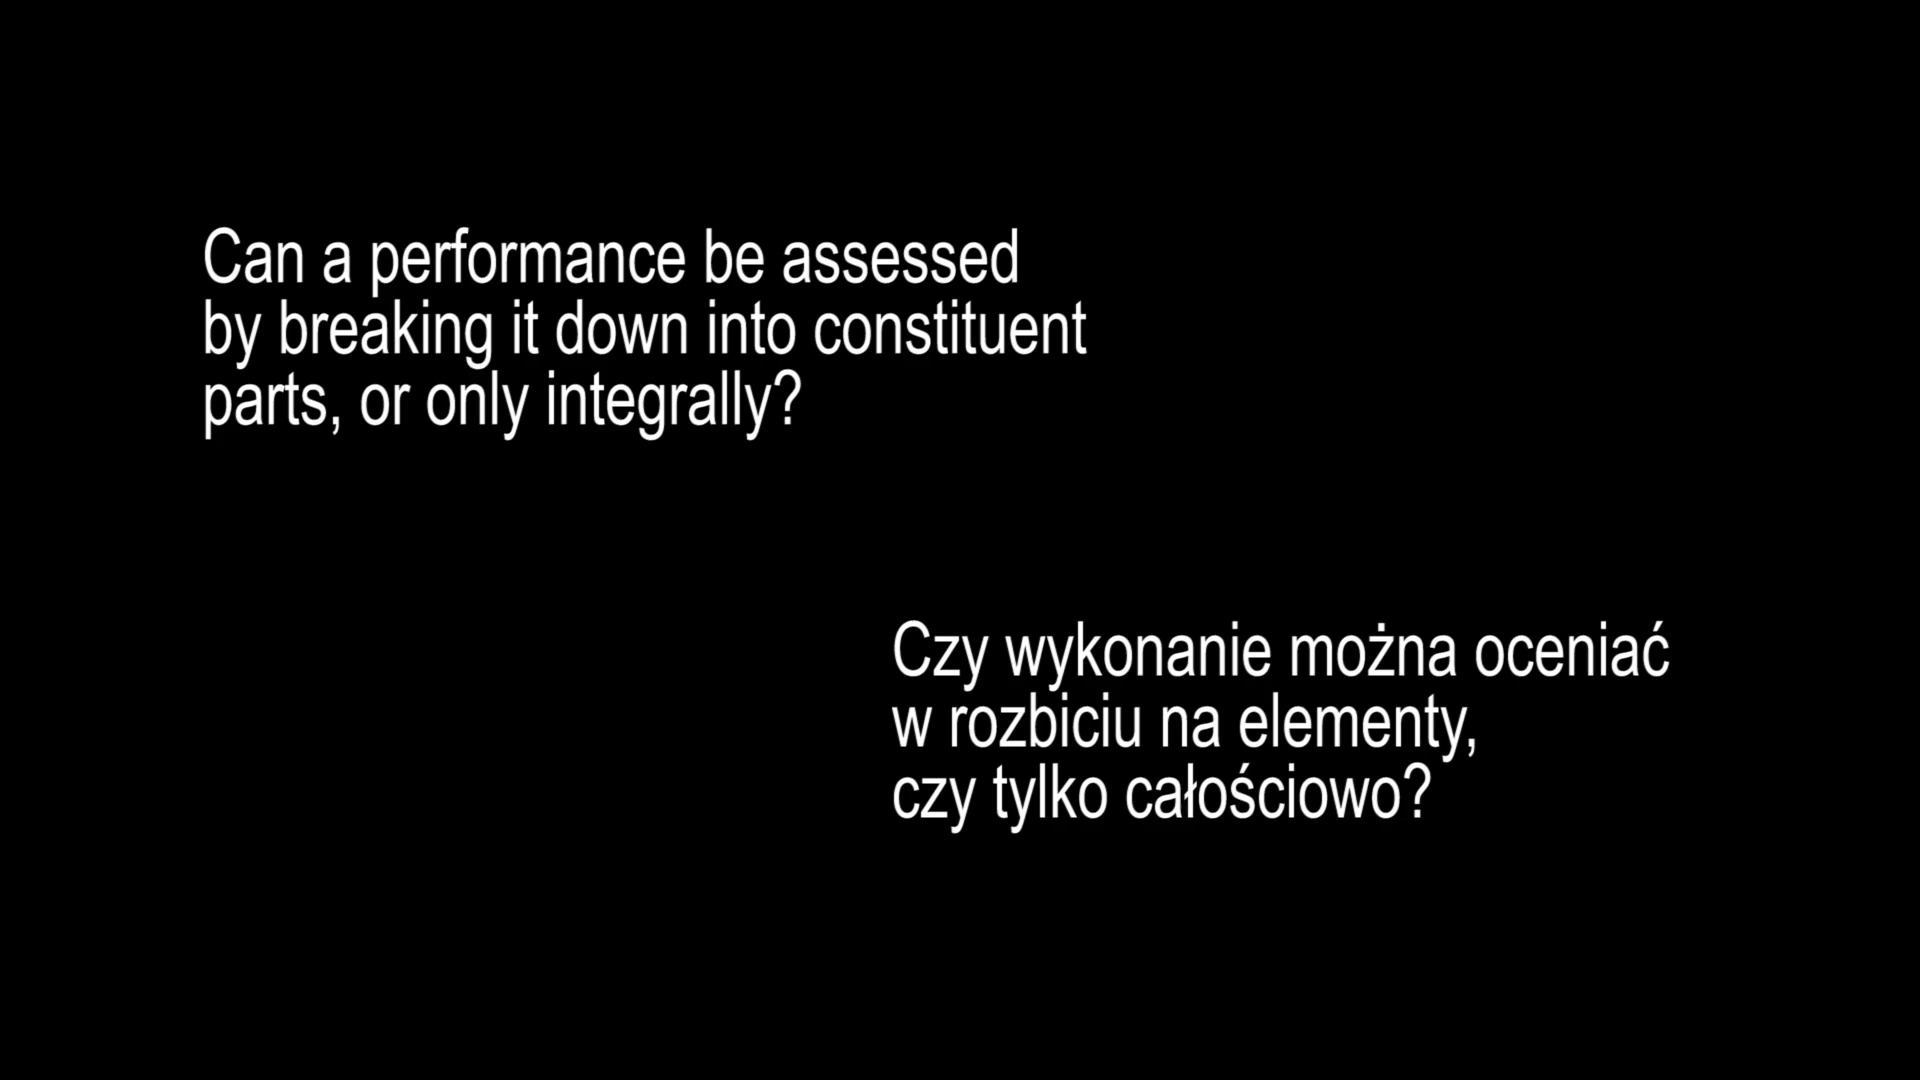 Can a performance be assessed
by breaking it down into constituent
parts, or only integrally?
Czy wykonanie można oceniać
w rozbiciu na elementy,
czy tylko całościowo?